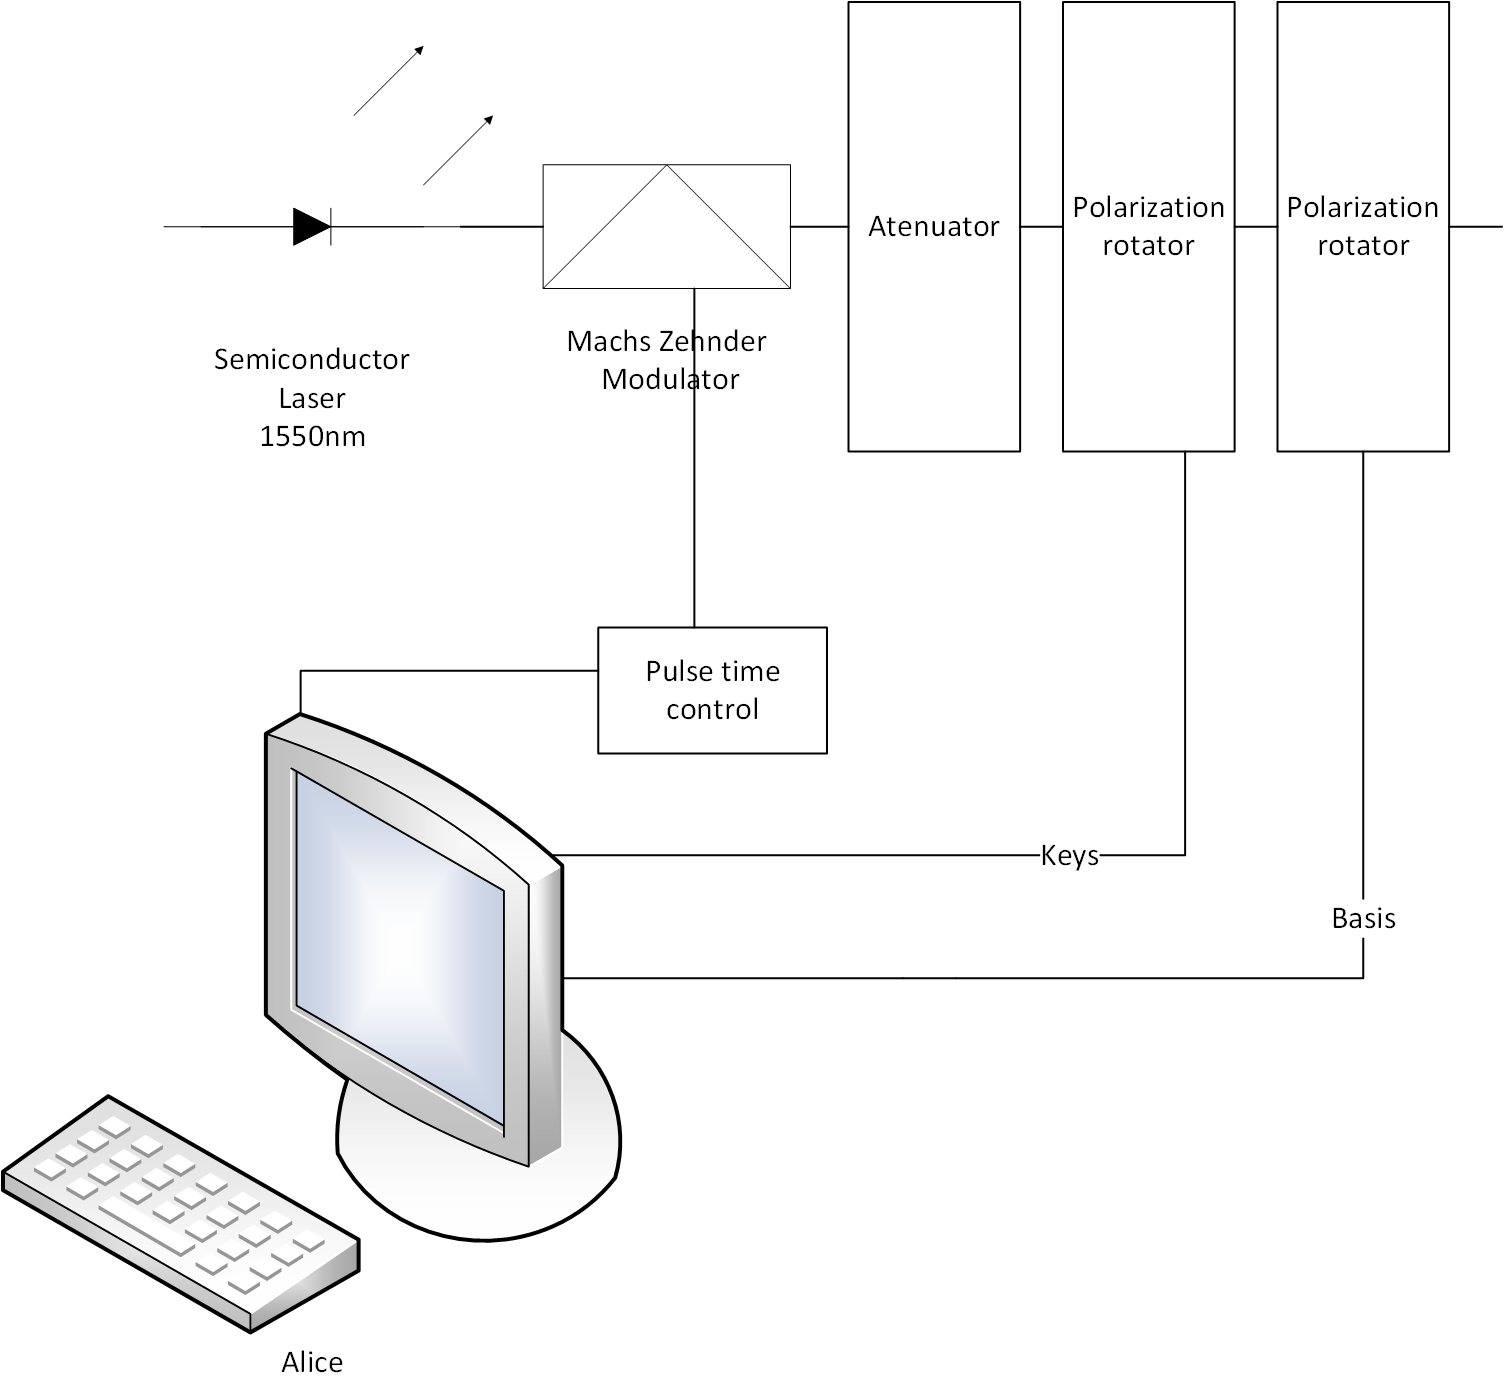 Atenuator
Polarization
rotator
Polarization
rotator
Semiconductor
Laser
1550nm
Machs Zehnder
Modulator
Pulse time
control
Keys
Basis
Alice